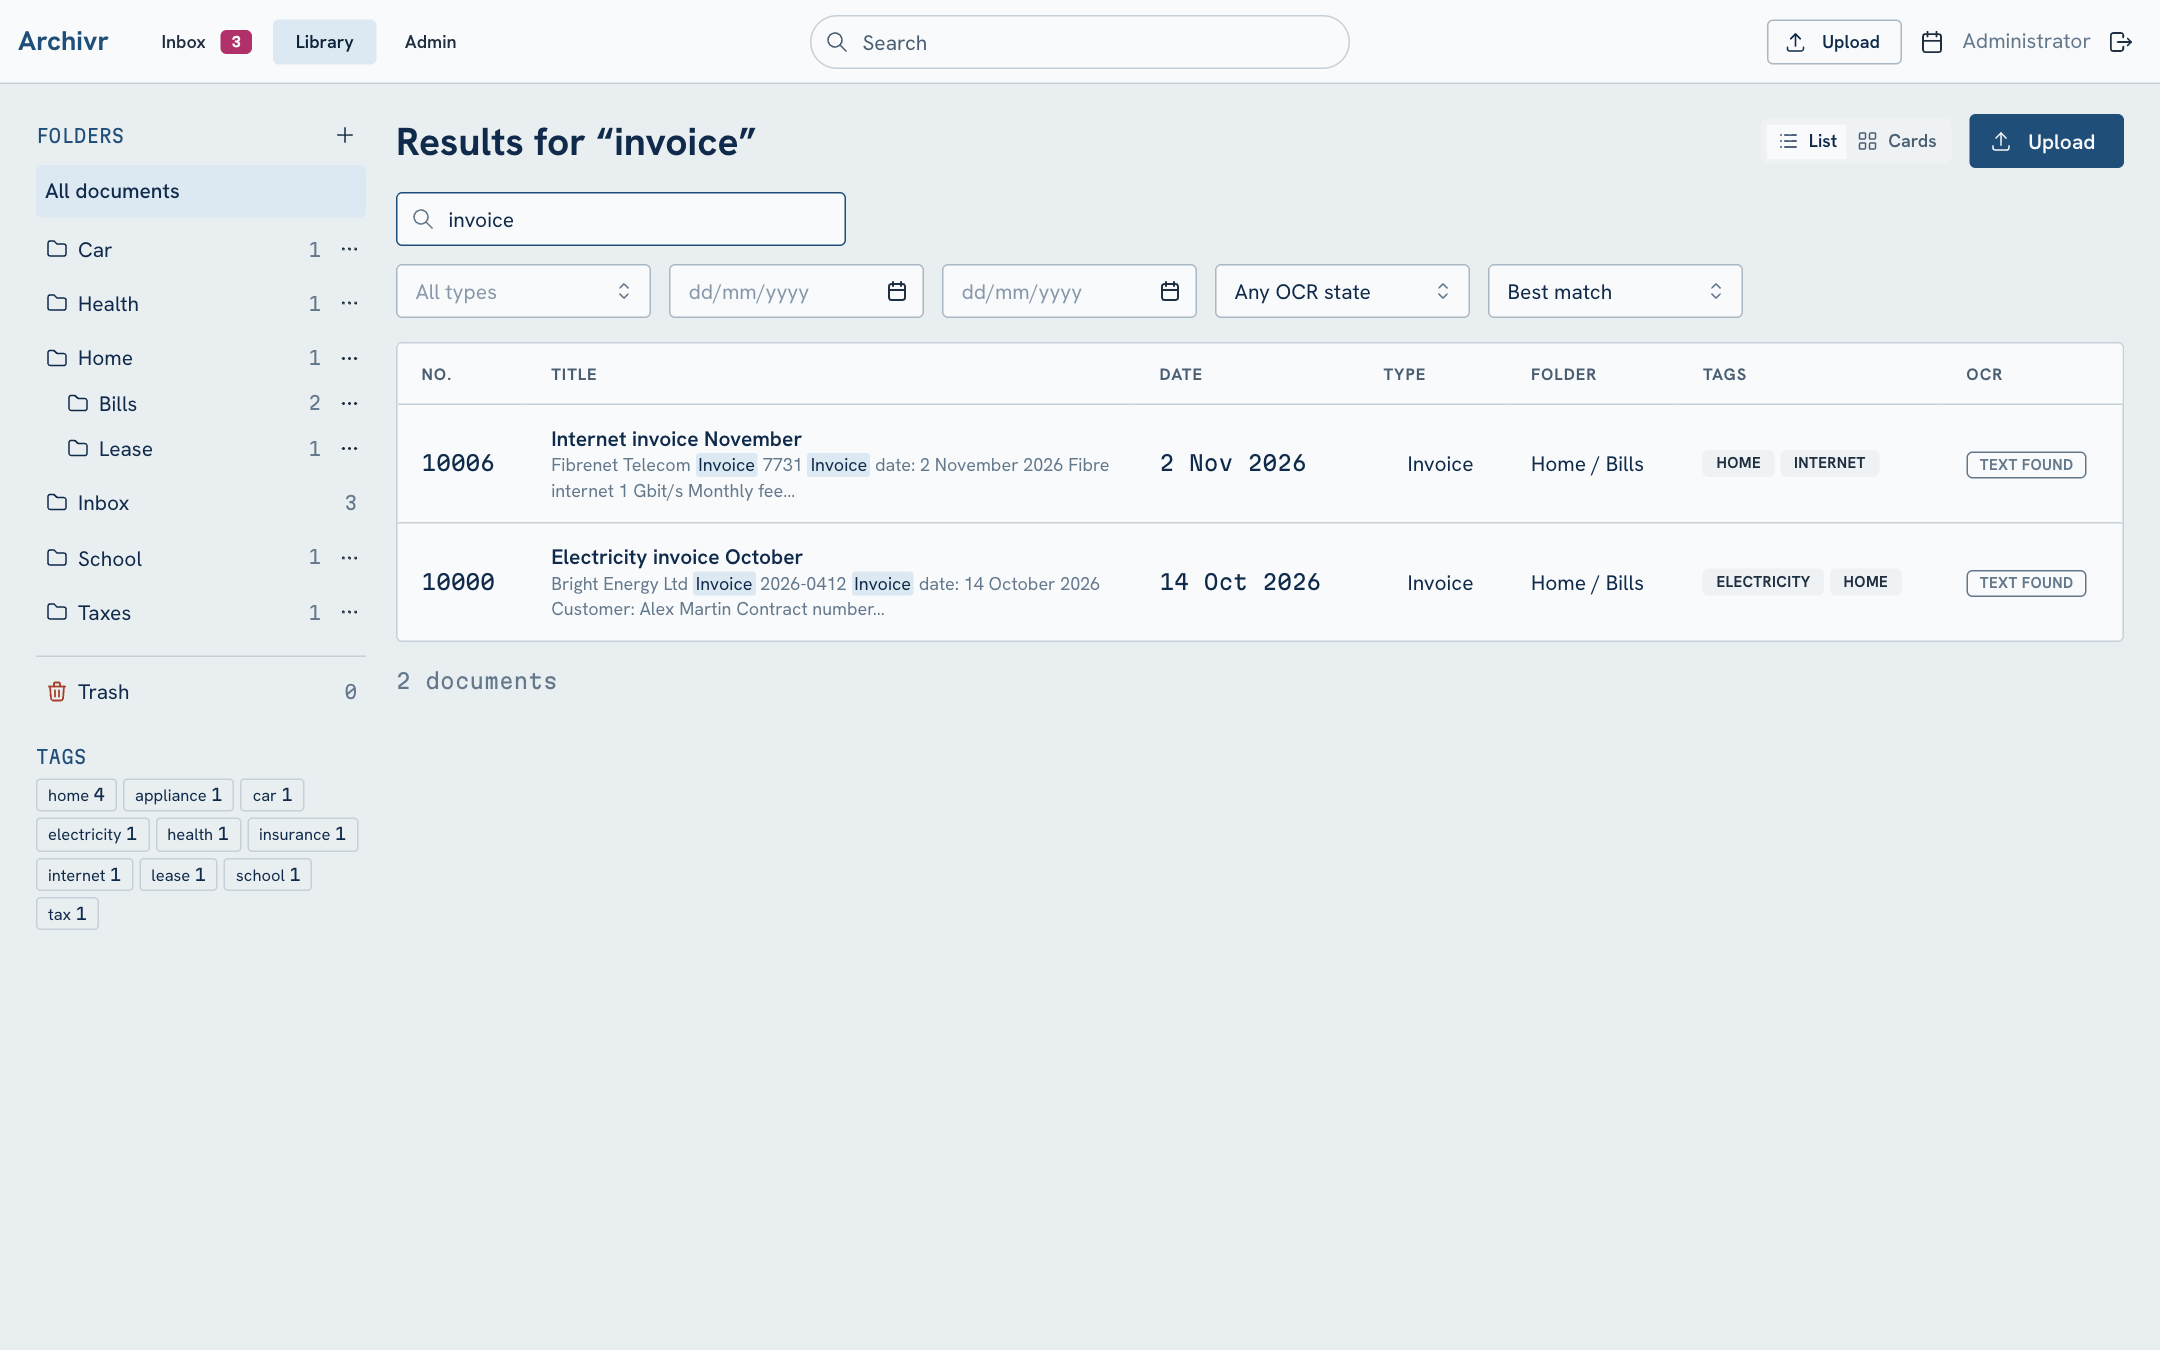 Archivr
Inbox 3
Library
Admin
Search
Upload
Administrator
FOLDERS
All documents
Car 1
Health 1
Home 1
Bills 2
Lease 1
Inbox 3
School 1
Taxes 1
Trash 0
TAGS
home 4 appliance 1 car 1
electricity 1 health 1 insurance 1
internet 1 lease 1 school 1
tax 1
Results for “invoice”
List Cards
Upload
invoice
All types dd/mm/yyyy dd/mm/yyyy Any OCR state Best match
NO. TITLE DATE TYPE FOLDER TAGS OCR
Internet invoice November
10006 Fibrenet Telecom Invoice 7731 Invoice date: 2 November 2026 Fibre 2 Nov 2026 Invoice Home / Bills HOME INTERNET TEXT FOUND
internet 1 Gbit/s Monthly fee...
Electricity invoice October
10000 Bright Energy Ltd Invoice 2026-0412 Invoice date: 14 October 2026 14 Oct 2026 Invoice Home / Bills ELECTRICITY HOME TEXT FOUND
Customer: Alex Martin Contract number...
2 documents